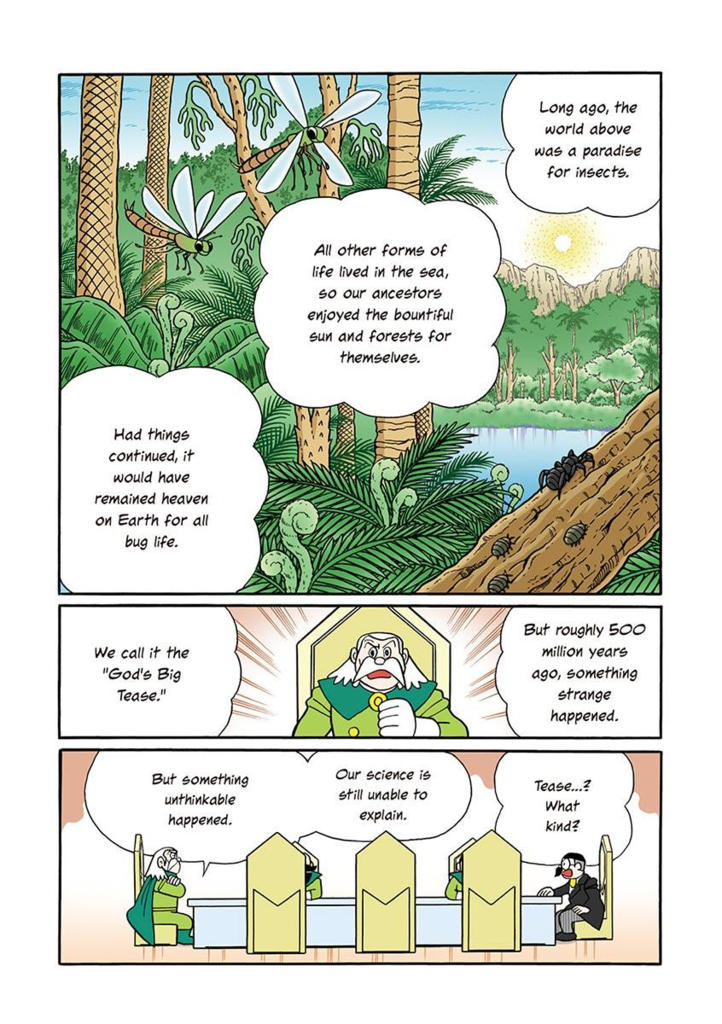 Long ago, the
world above
was a paradise
for insects.
All other forms of
life lived in the sea,
so our ancestors
enjoyed the bountiful
sun and forests for
themselves.
Had things
continued, it
would have
remained heaven
on Earth for all
bug life.
But roughly 500
million years
ago, something
strange
happened.
We call it the
"God's Big
Tease."
Tease...?
What
kind?
Our science is
still unable to
explain.
But something
unthinkable
happened.